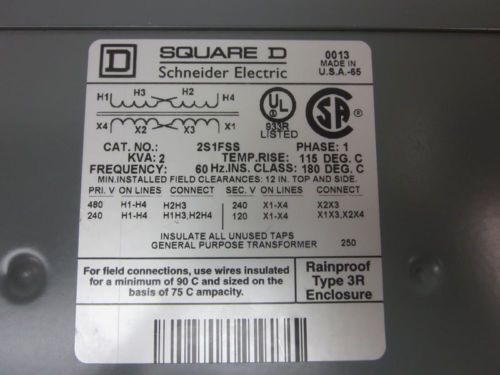 D
SQUARE D
Schneider Electric
0013
MADE IN
U.S.A.-65
H1 H3 H2 H4
X4 X2 X3 X1
UL
933R
LISTED
SA
CAT. NO.: 2S1FSS PHASE: 1
KVA: 2 TEMP.RISE: 115 DEG. C
FREQUENCY: 60 Hz. INS. CLASS: 180 DEG. C
MIN.INSTALLED FIELD CLEARANCES: 12 IN. TOP AND SIDE.
PRI. V ON LINES CONNECT SEC. V ON LINES CONNECT
480 H1-H4 H2H3 240 X1-X4 X2X3
240 H1-H4 H1H3,H2H4 120 X1-X4 X1X3,X2X4
INSULATE ALL UNUSED TAPS
GENERAL PURPOSE TRANSFORMER 250
For field connections, use wires insulated
for a minimum of 90 C and sized on the
basis of 75 C ampacity.
Rainproof
Type 3R
Enclosure